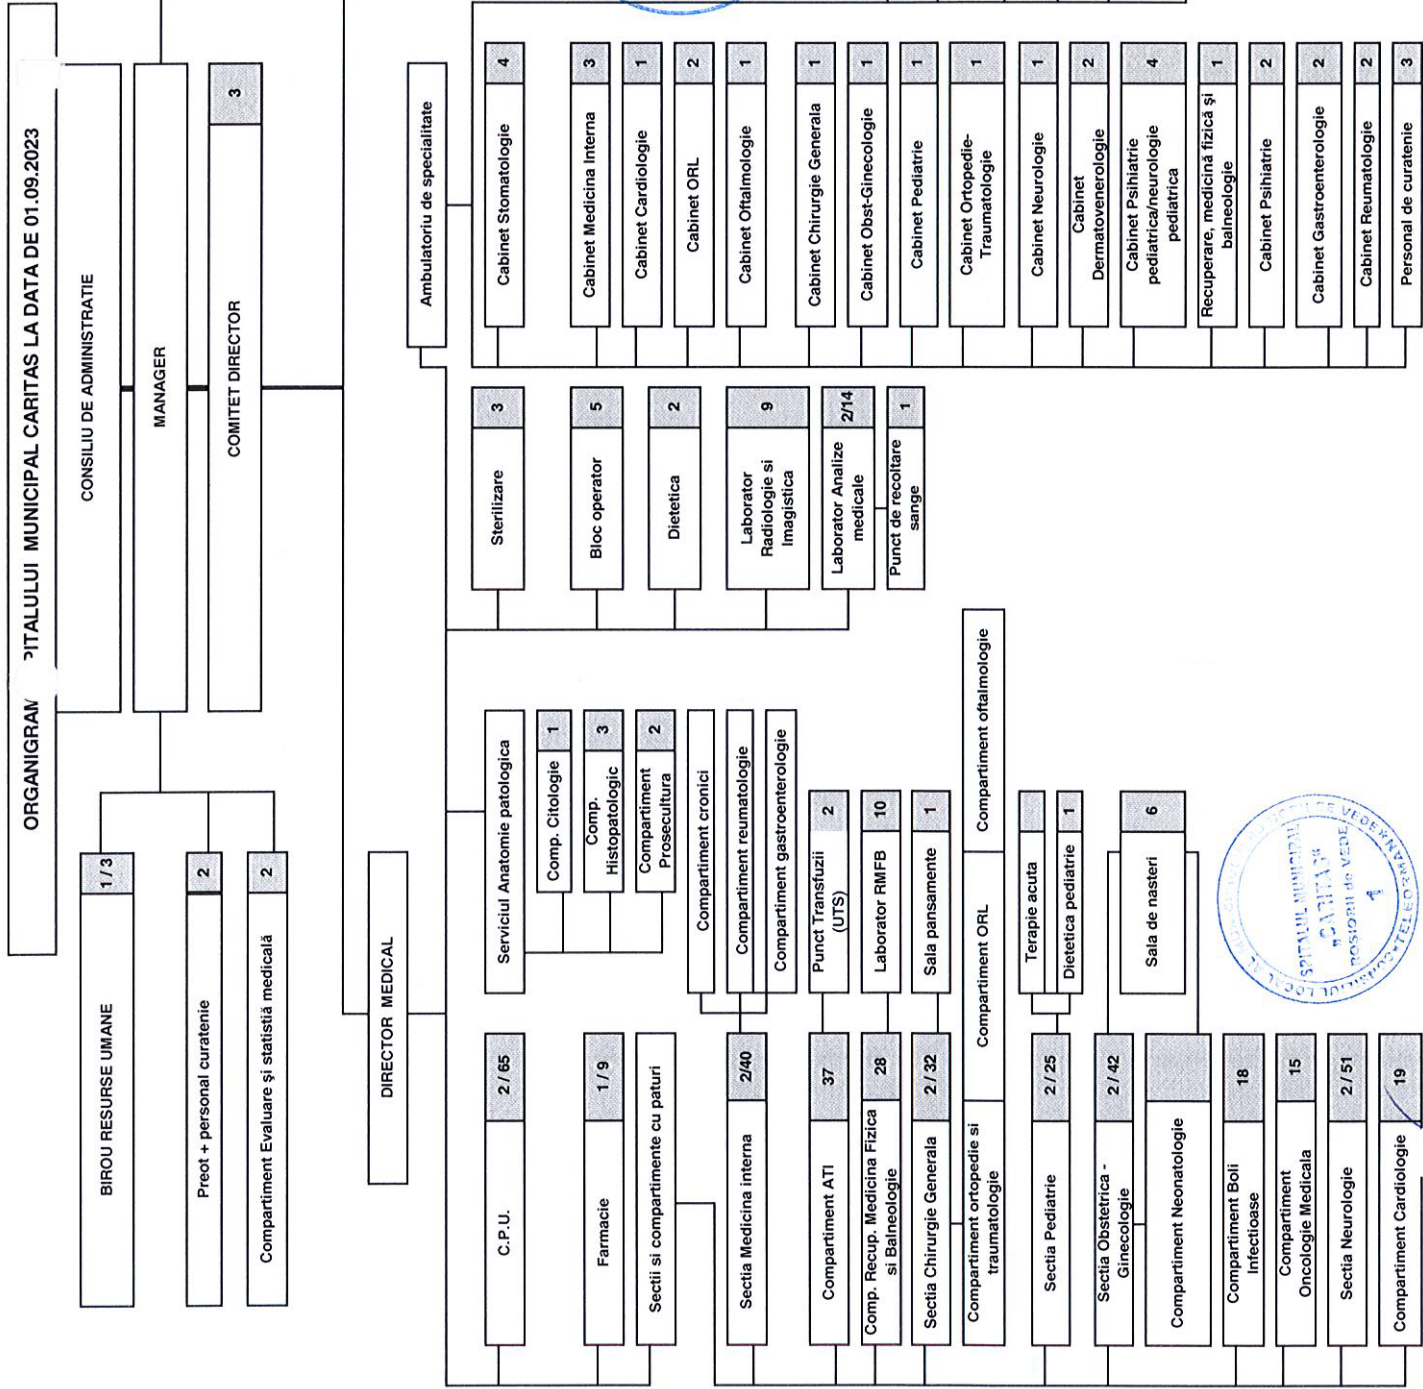 ORGANIGRAM
PITALULUI MUNICIPAL CARITAS LA DATA DE 01.09.2023
CONSILIU DE ADMINISTRATIE
MANAGER
COMITET DIRECTOR
3
BIROU RESURSE UMANE
1 / 3
Preot + personal curatenie
2
Compartiment Evaluare și statistiă medicală
2
DIRECTOR MEDICAL
Ambulatoriu de specialitate
C.P.U.
2 / 65
Farmacie
1 / 9
Sectii si compartimente cu paturi
Sectia Medicina interna
2/40
Compartiment ATI
37
Comp. Recup. Medicina Fizica
si Balneologie
28
Sectia Chirurgie Generala
2 / 32
Compartiment ortopedie si
traumatologie
Compartiment ORL
Compartiment oftalmologie
Sectia Pediatrie
2 / 25
Sectia Obstetrica -
Ginecologie
2 / 42
Compartiment Neonatologie
Compartiment Boli
Infectioase
18
Compartiment
Oncologie Medicala
15
Sectia Neurologie
2 / 51
Compartiment Cardiologie
19
Serviciul Anatomie patologica
Comp. Citologie
1
Comp.
Histopatologic
3
Compartiment
Prosecutura
2
Compartiment cronici
Compartiment reumatologie
Compartiment gastroenterologie
Punct Transfuzii
(UTS)
2
Laborator RMFB
10
Sala pansamente
1
Terapie acuta
Dietetica pediatrie
1
Sala de nasteri
6
Sterilizare
3
Bloc operator
5
Dietetica
2
Laborator
Radiologie si
Imagistica
9
Laborator Analize
medicale
2/14
Punct de recoltare
sange
1
Cabinet Stomatologie
4
Cabinet Medicina Interna
3
Cabinet Cardiologie
1
Cabinet ORL
2
Cabinet Oftalmologie
1
Cabinet Chirurgie Generala
1
Cabinet Obst-Ginecologie
1
Cabinet Pediatrie
1
Cabinet Ortopedie-
Traumatologie
1
Cabinet Neurologie
1
Cabinet
Dermatovenerologie
2
Cabinet Psihiatrie
pediatrica/neurologie
pediatrica
4
Recuperare, medicină fizică și
balneologie
1
Cabinet Psihiatrie
2
Cabinet Gastroenterologie
2
Cabinet Reumatologie
2
Personal de curatenie
3
SPITALUL MUNICIPAL
"CARITAS"
ROSIORII de VEDE
1